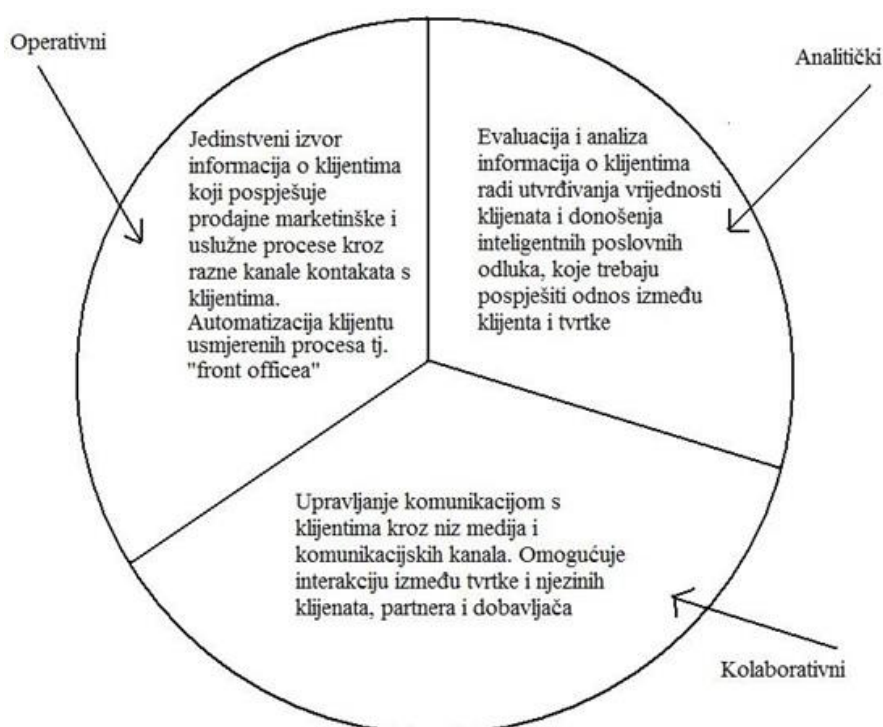 Operativni
Analitički
Jedinstveni izvor
informacija o klijentima
koji pospješuje
prodajne marketinške i
uslužne procese kroz
razne kanale kontakata s
klijentima.
Automatizacija klijentu
usmjerenih procesa tj.
"front officea"
Evaluacija i analiza
informacija o klijentima
radi utvrđivanja vrijednosti
klijenata i donošenja
inteligentnih poslovnih
odluka, koje trebaju
pospješiti odnos između
klijenta i tvrtke
Upravljanje komunikacijom s
klijentima kroz niz medija i
komunikacijskih kanala. Omogućuje
interakciju između tvrtke i njezinih
klijenata, partnera i dobavljača
Kolaborativni